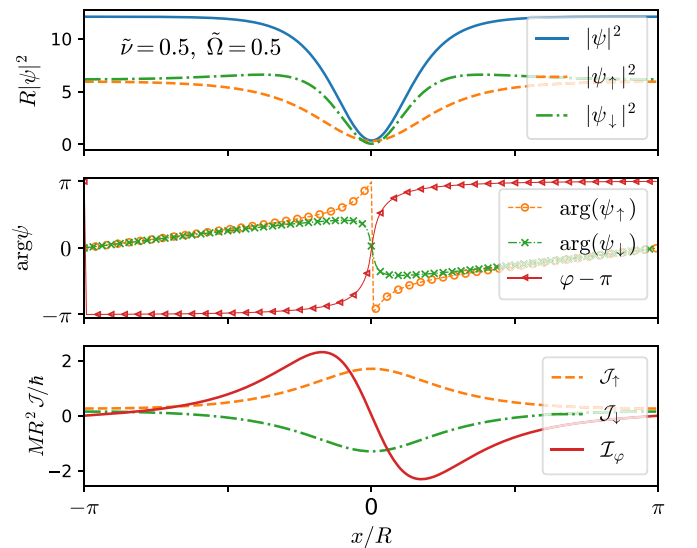 ν̃ = 0.5, Ω̃ = 0.5
R|ψ|²
10
5
0
|ψ|²
|ψ↑|²
|ψ↓|²
argψ
π
0
−π
arg(ψ↑)
arg(ψ↓)
φ − π
MR² 𝒥/ħ
2
0
−2
𝒥↑
𝒥↓
ℐφ
−π
0
π
x/R